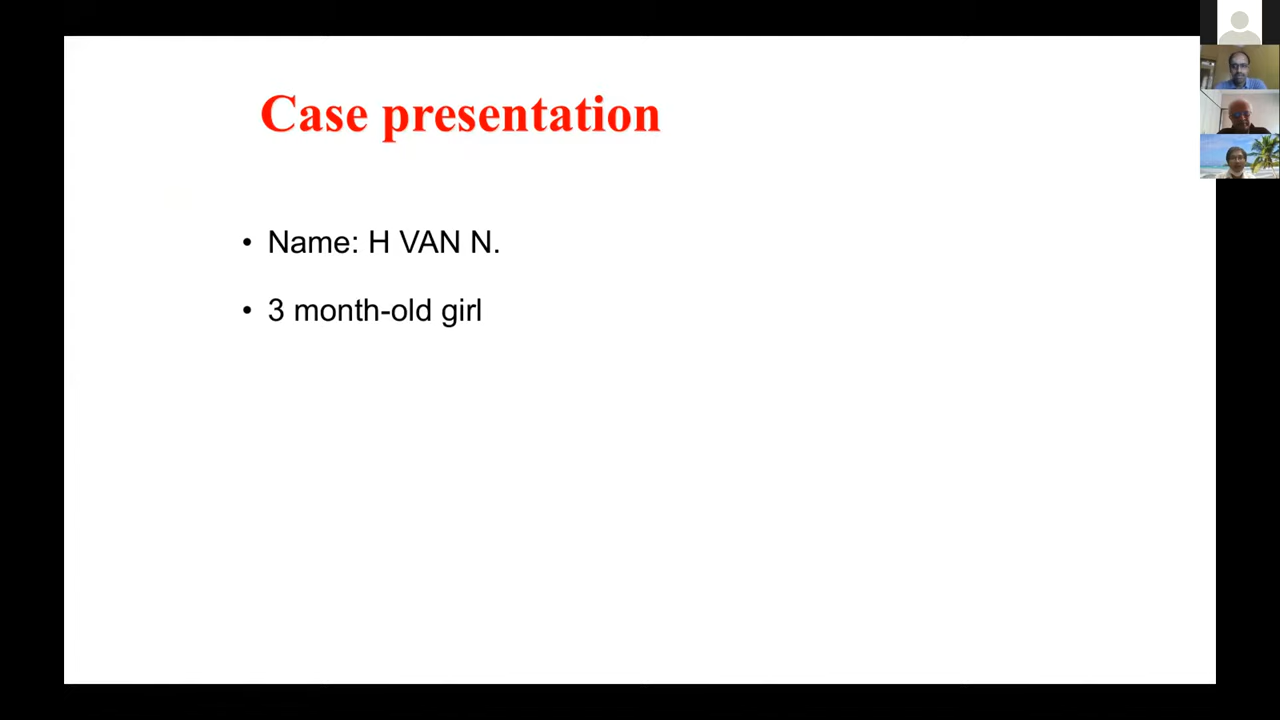 Case presentation
• Name: H VAN N.
• 3 month-old girl